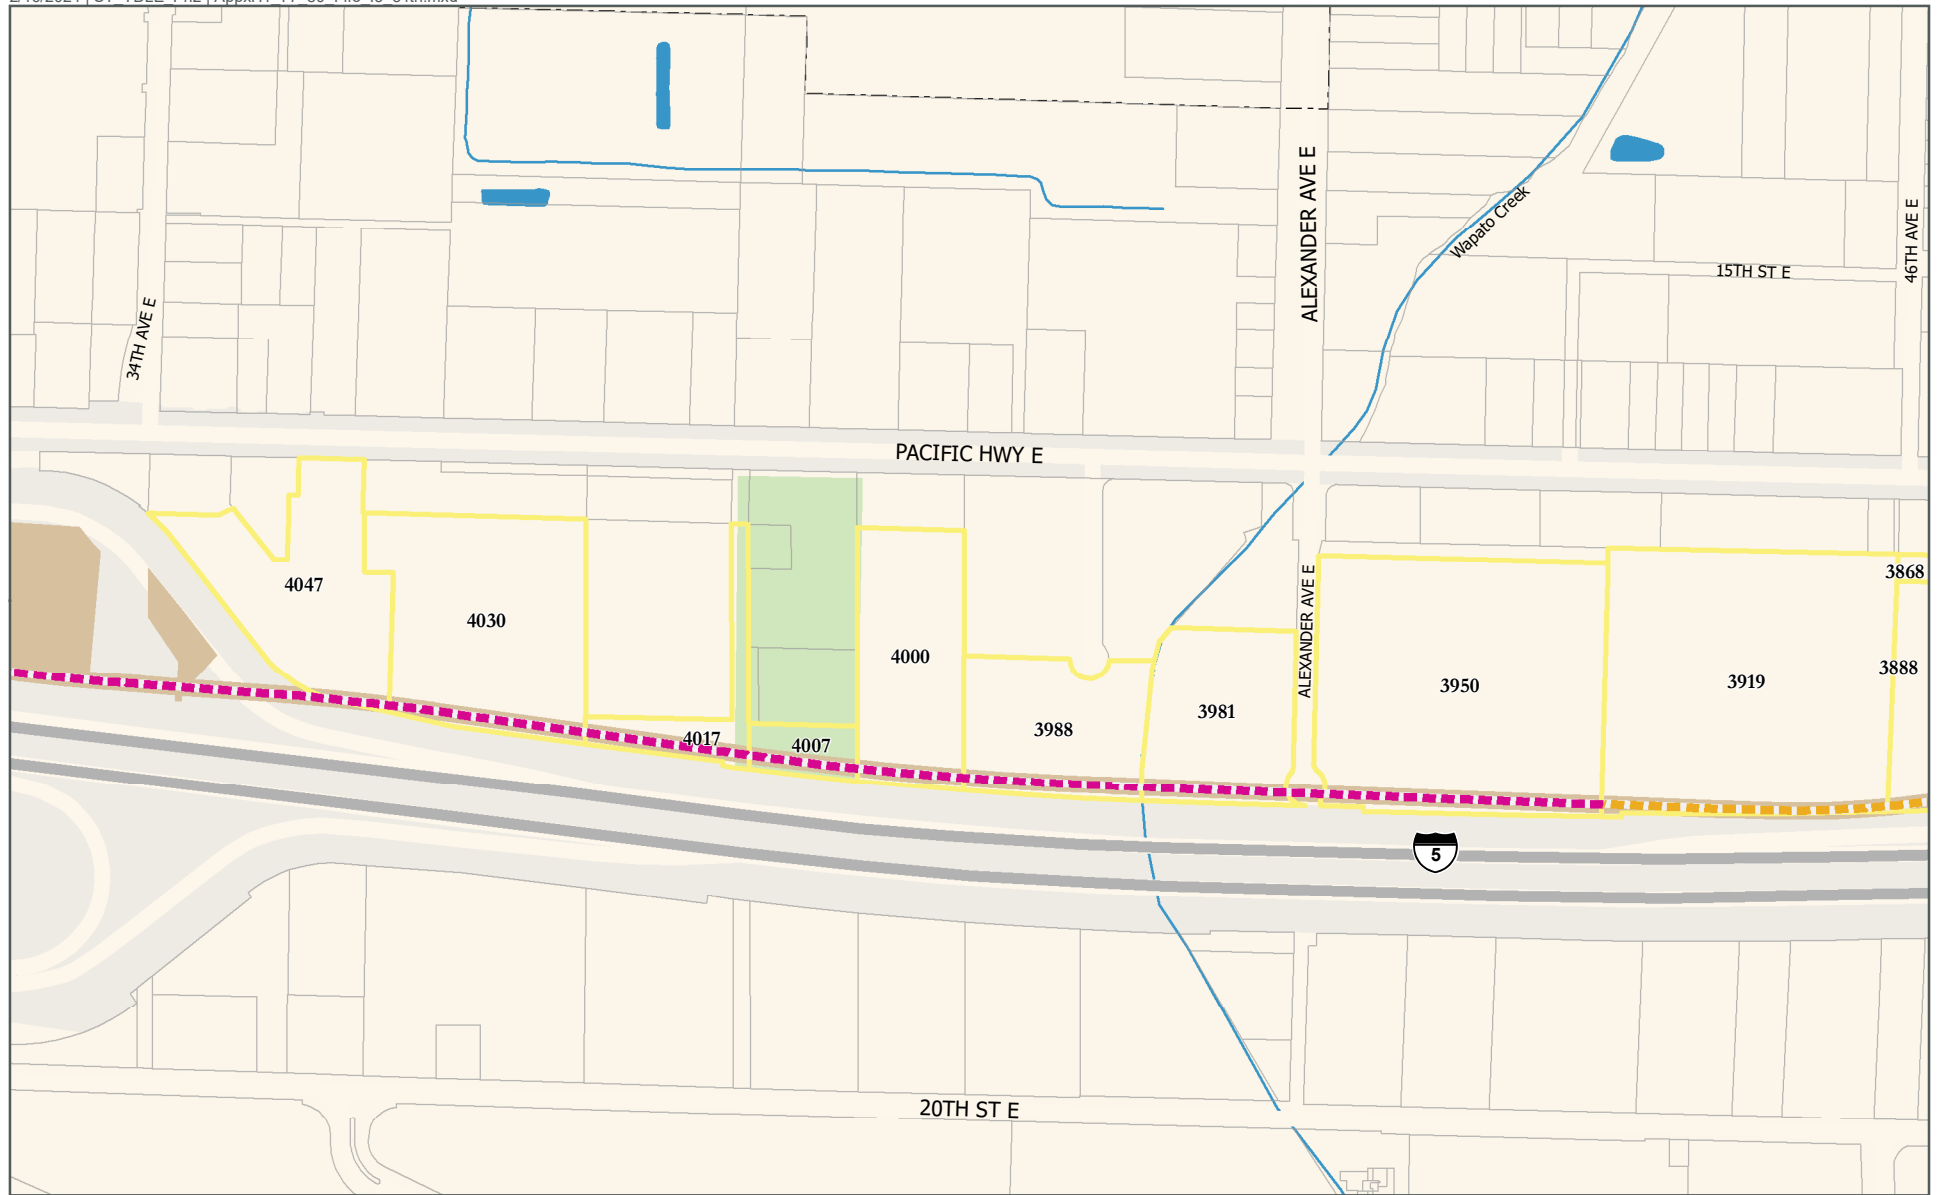 ALEXANDER AVE E
Wapato Creek
46TH AVE E
15TH ST E
34TH AVE E
PACIFIC HWY E
4047
4030
4000
4017
4007
3988
3981
ALEXANDER AVE E
3950
3919
3868
3888
5
20TH ST E